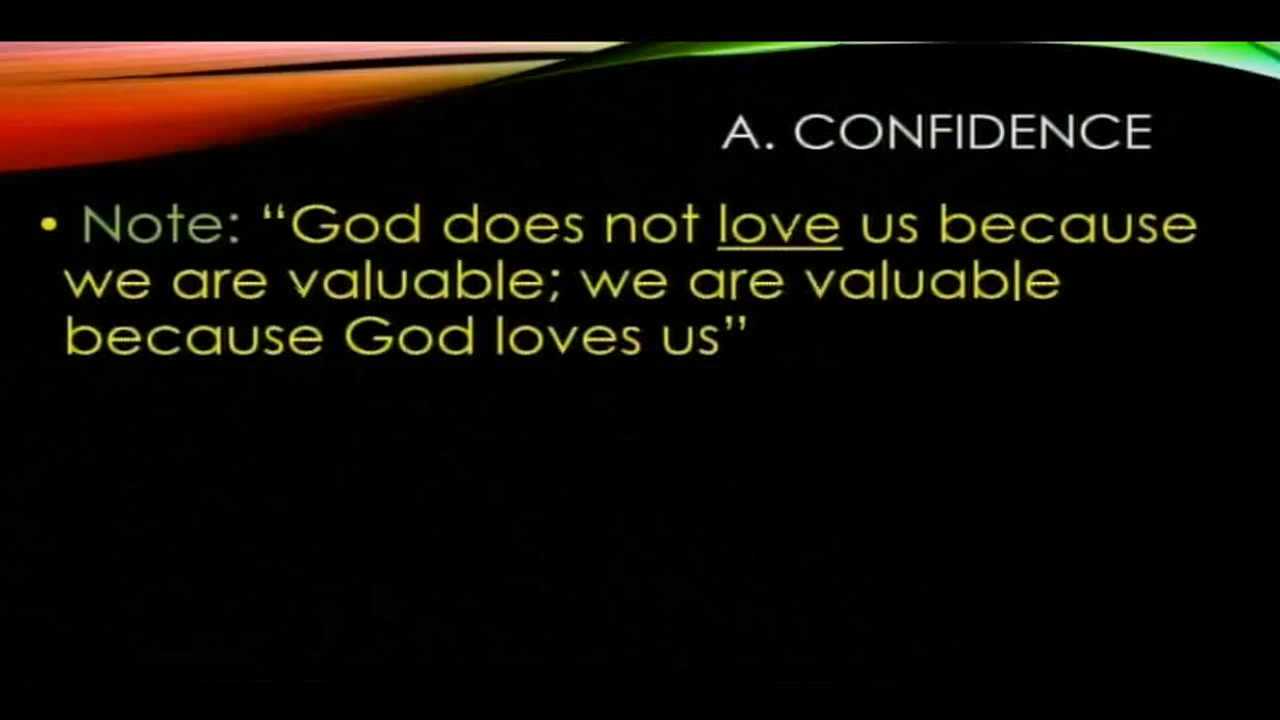 A. CONFIDENCE
• Note: “God does not love us because
we are valuable; we are valuable
because God loves us”